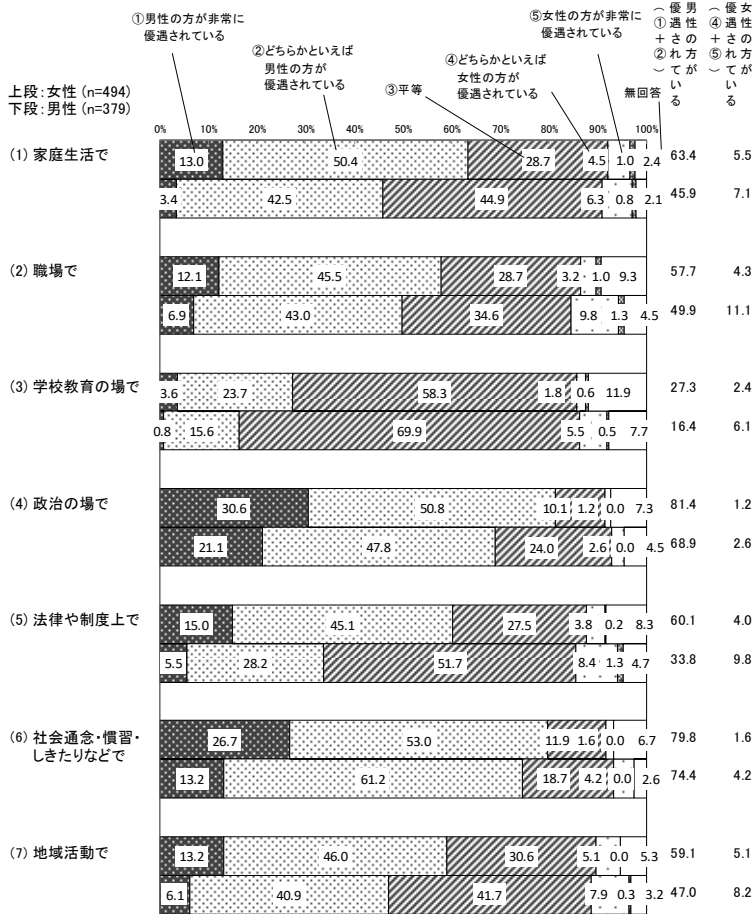 ①男性の方が非常に
優遇されている
②どちらかといえば
男性の方が
優遇されている
③平等
④どちらかといえば
女性の方が
優遇されている
⑤女性の方が非常に
優遇されている
無回答
男性の方が
優遇されている
(①+②)
女性の方が
優遇されている
(④+⑤)
上段：女性 (n=494)
下段：男性 (n=379)
0% 10% 20% 30% 40% 50% 60% 70% 80% 90% 100%
(1) 家庭生活で
13.0 50.4 28.7 4.5 1.0 2.4 63.4 5.5
3.4 42.5 44.9 6.3 0.8 2.1 45.9 7.1
(2) 職場で
12.1 45.5 28.7 3.2 1.0 9.3 57.7 4.3
6.9 43.0 34.6 9.8 1.3 4.5 49.9 11.1
(3) 学校教育の場で
3.6 23.7 58.3 1.8 0.6 11.9 27.3 2.4
0.8 15.6 69.9 5.5 0.5 7.7 16.4 6.1
(4) 政治の場で
30.6 50.8 10.1 1.2 0.0 7.3 81.4 1.2
21.1 47.8 24.0 2.6 0.0 4.5 68.9 2.6
(5) 法律や制度上で
15.0 45.1 27.5 3.8 0.2 8.3 60.1 4.0
5.5 28.2 51.7 8.4 1.3 4.7 33.8 9.8
(6) 社会通念・慣習・
しきたりなどで
26.7 53.0 11.9 1.6 0.0 6.7 79.8 1.6
13.2 61.2 18.7 4.2 0.0 2.6 74.4 4.2
(7) 地域活動で
13.2 46.0 30.6 5.1 0.0 5.3 59.1 5.1
6.1 40.9 41.7 7.9 0.3 3.2 47.0 8.2